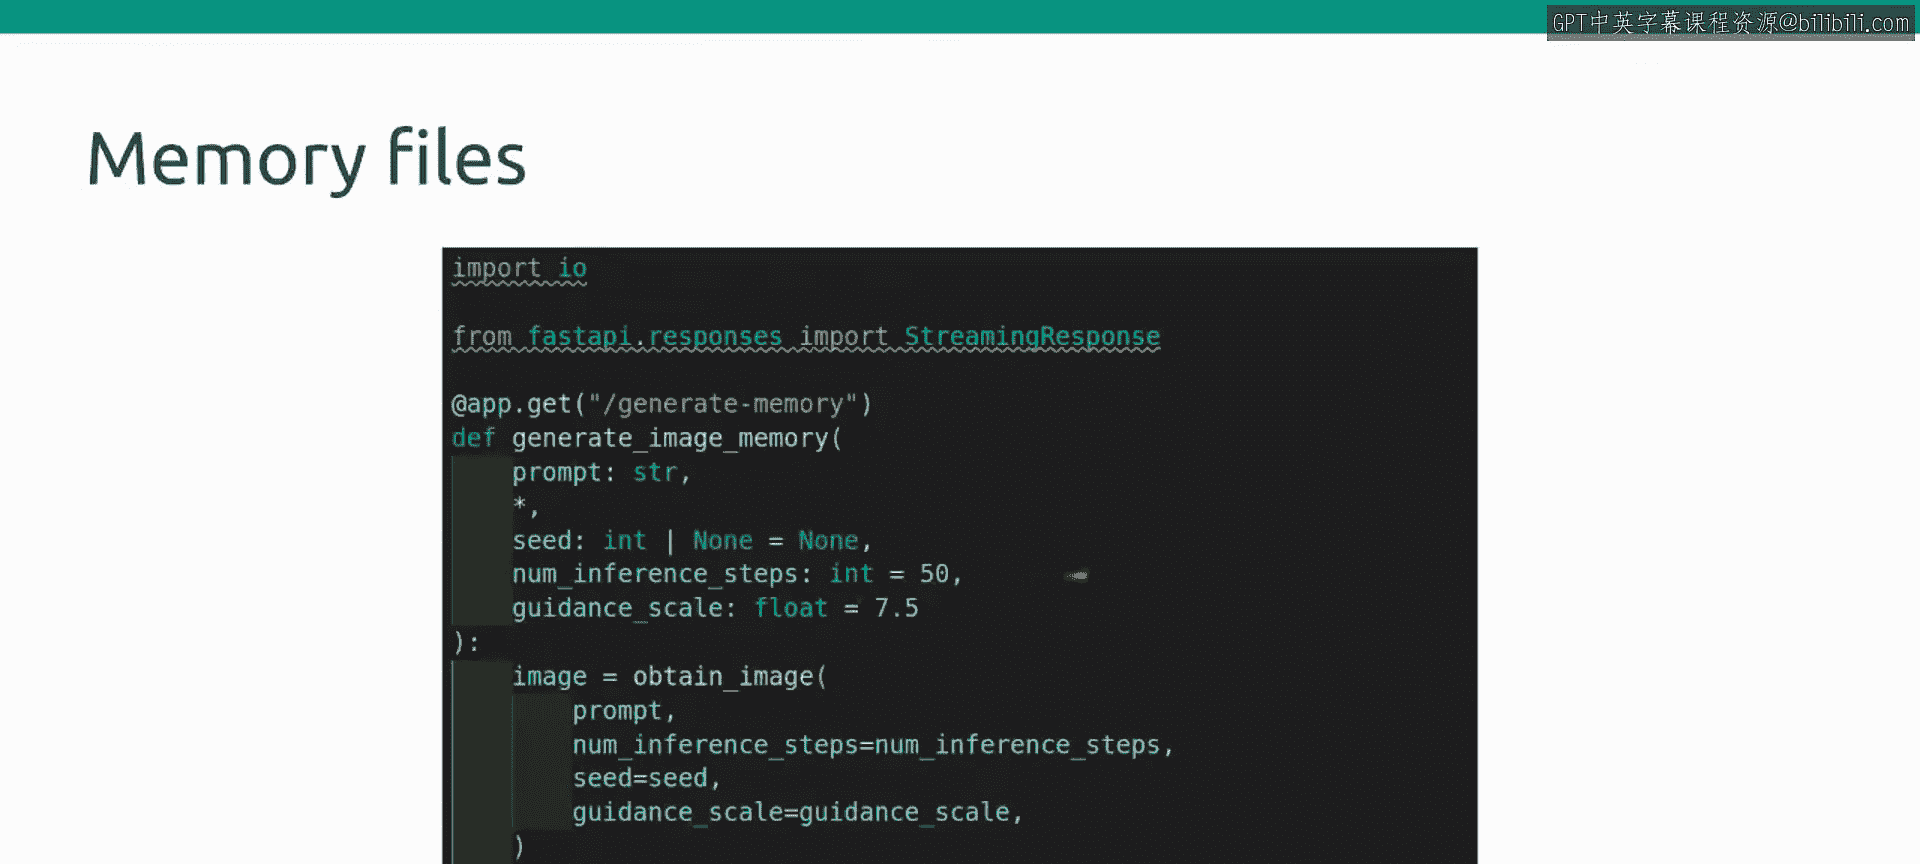 GPT中英字幕课程资源@bilibili.com
Memory files
import io
from fastapi.responses import StreamingResponse
@app.get("/generate-memory")
def generate_image_memory(
prompt: str,
*,
seed: int | None = None,
num_inference_steps: int = 50,
guidance_scale: float = 7.5
):
image = obtain_image(
prompt,
num_inference_steps=num_inference_steps,
seed=seed,
guidance_scale=guidance_scale,
)